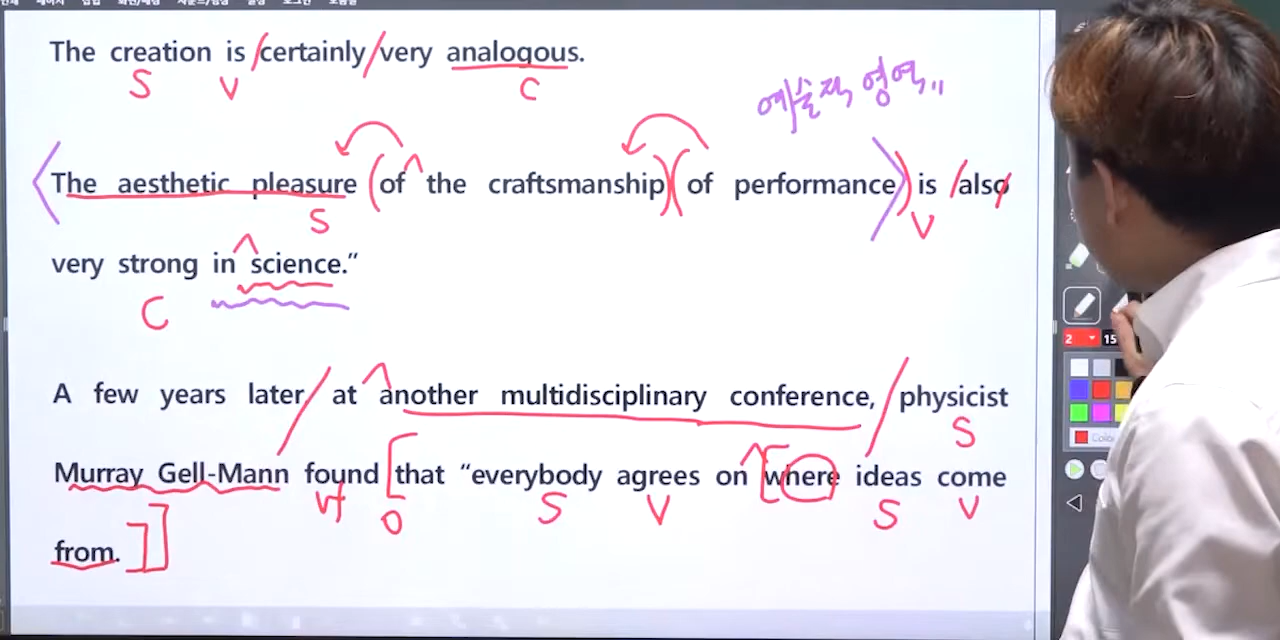 The creation is certainly very analogous.
S V C
예술적 영역..
The aesthetic pleasure (of the craftsmanship)(of performance) is also
S V
very strong in science.”
C
A few years later at another multidisciplinary conference, physicist
S
Murray Gell-Mann found [that “everybody agrees on [where ideas come
vt O S V S V
from.]]
2 15